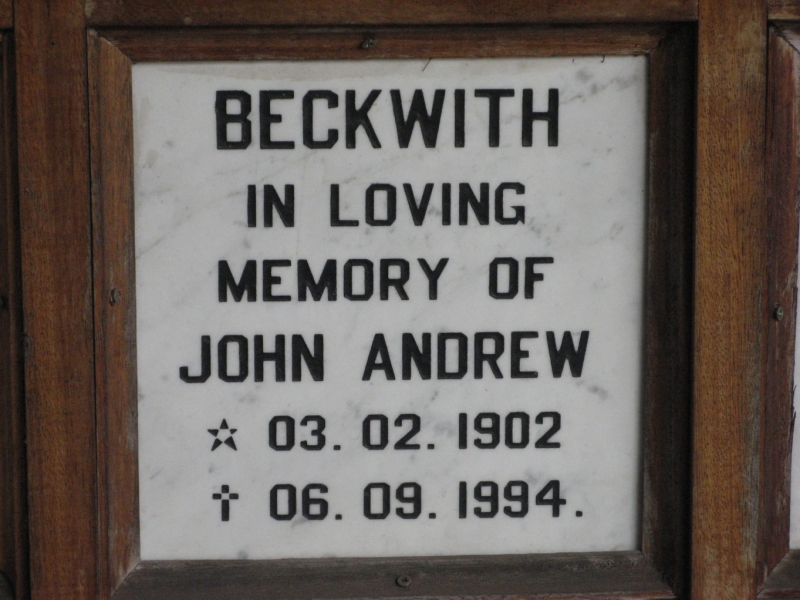 BECKWITH
IN LOVING
MEMORY OF
JOHN ANDREW
☆ 03. 02. 1902
✝ 06. 09. 1994.